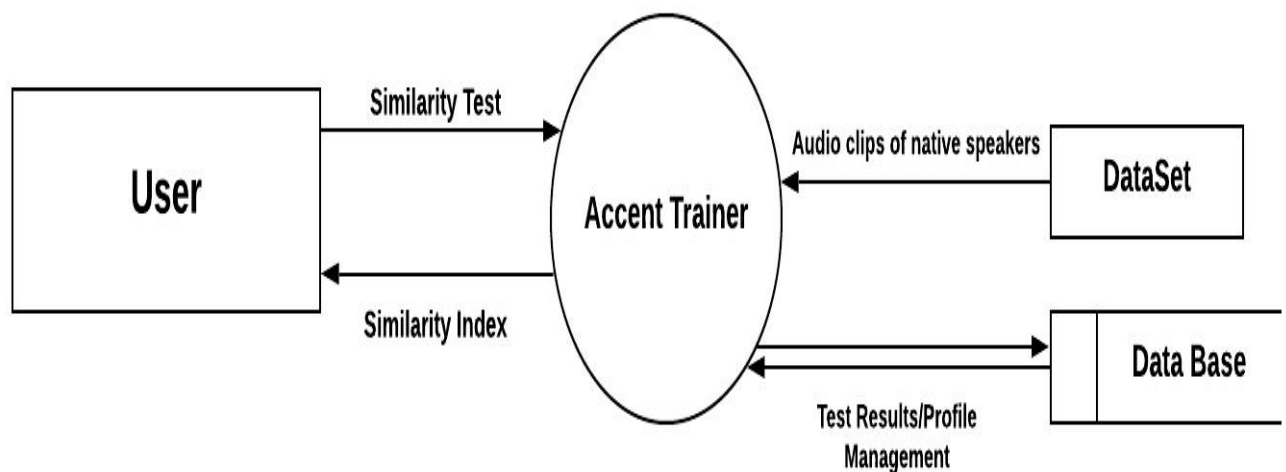 User
Similarity Test
Similarity Index
Accent Trainer
Audio clips of native speakers
DataSet
Data Base
Test Results/Profile
Management